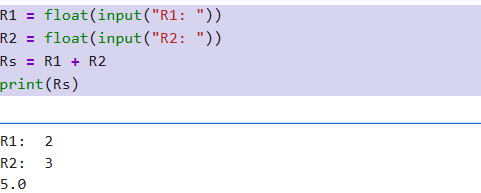 R1 = float(input("R1: "))
R2 = float(input("R2: "))
Rs = R1 + R2
print(Rs)
R1:  2
R2:  3
5.0